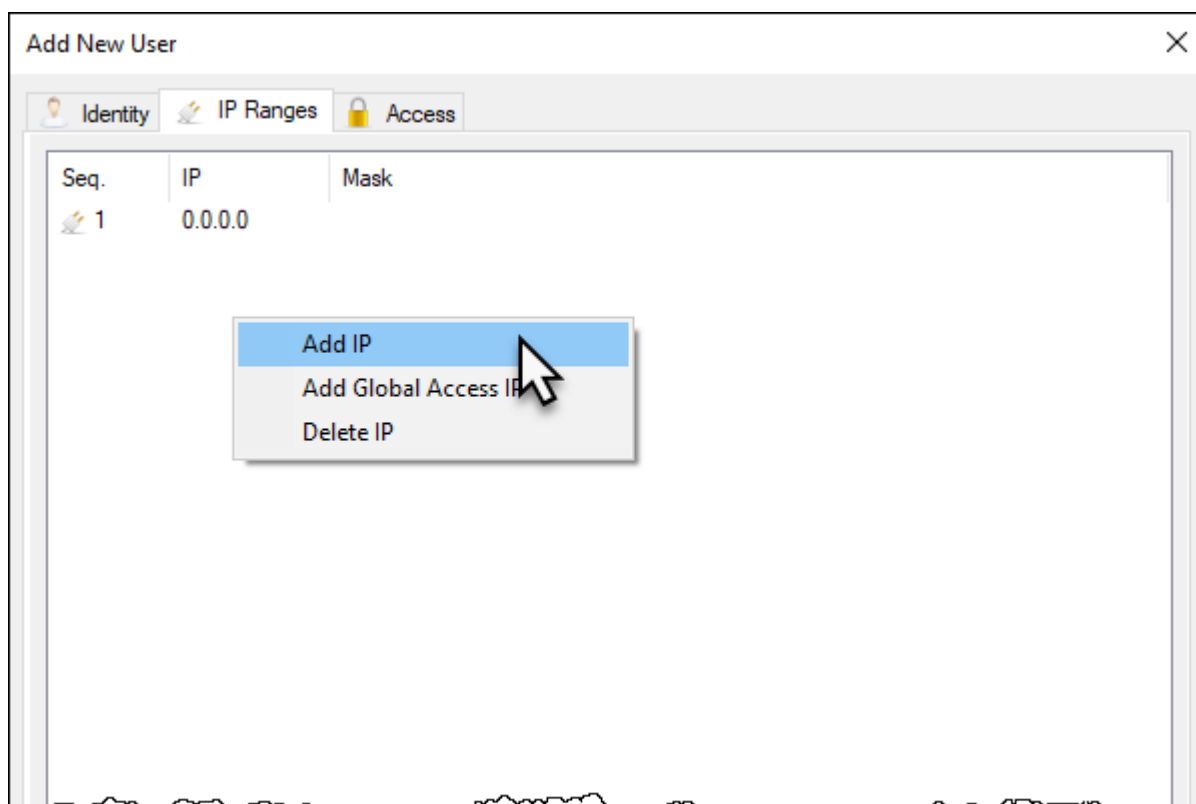 Add New User
Identity IP Ranges Access
Seq. IP Mask
1 0.0.0.0
Add IP
Add Global Access IP
Delete IP